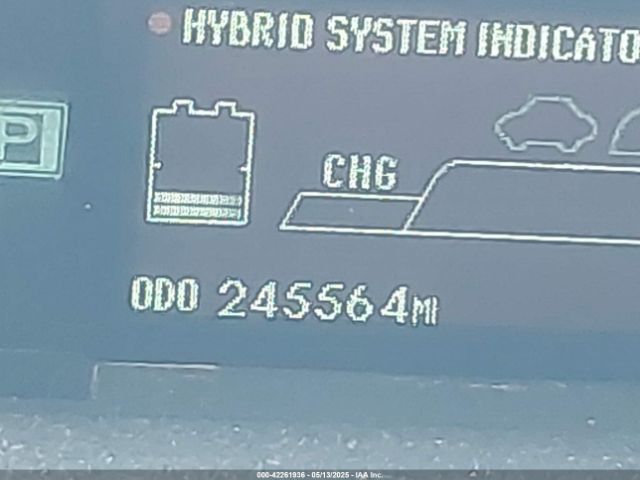 HYBRID SYSTEM INDICATO
P
CHG
ODO 245564MI
000-42261936 - 05/13/2025 - IAA Inc.